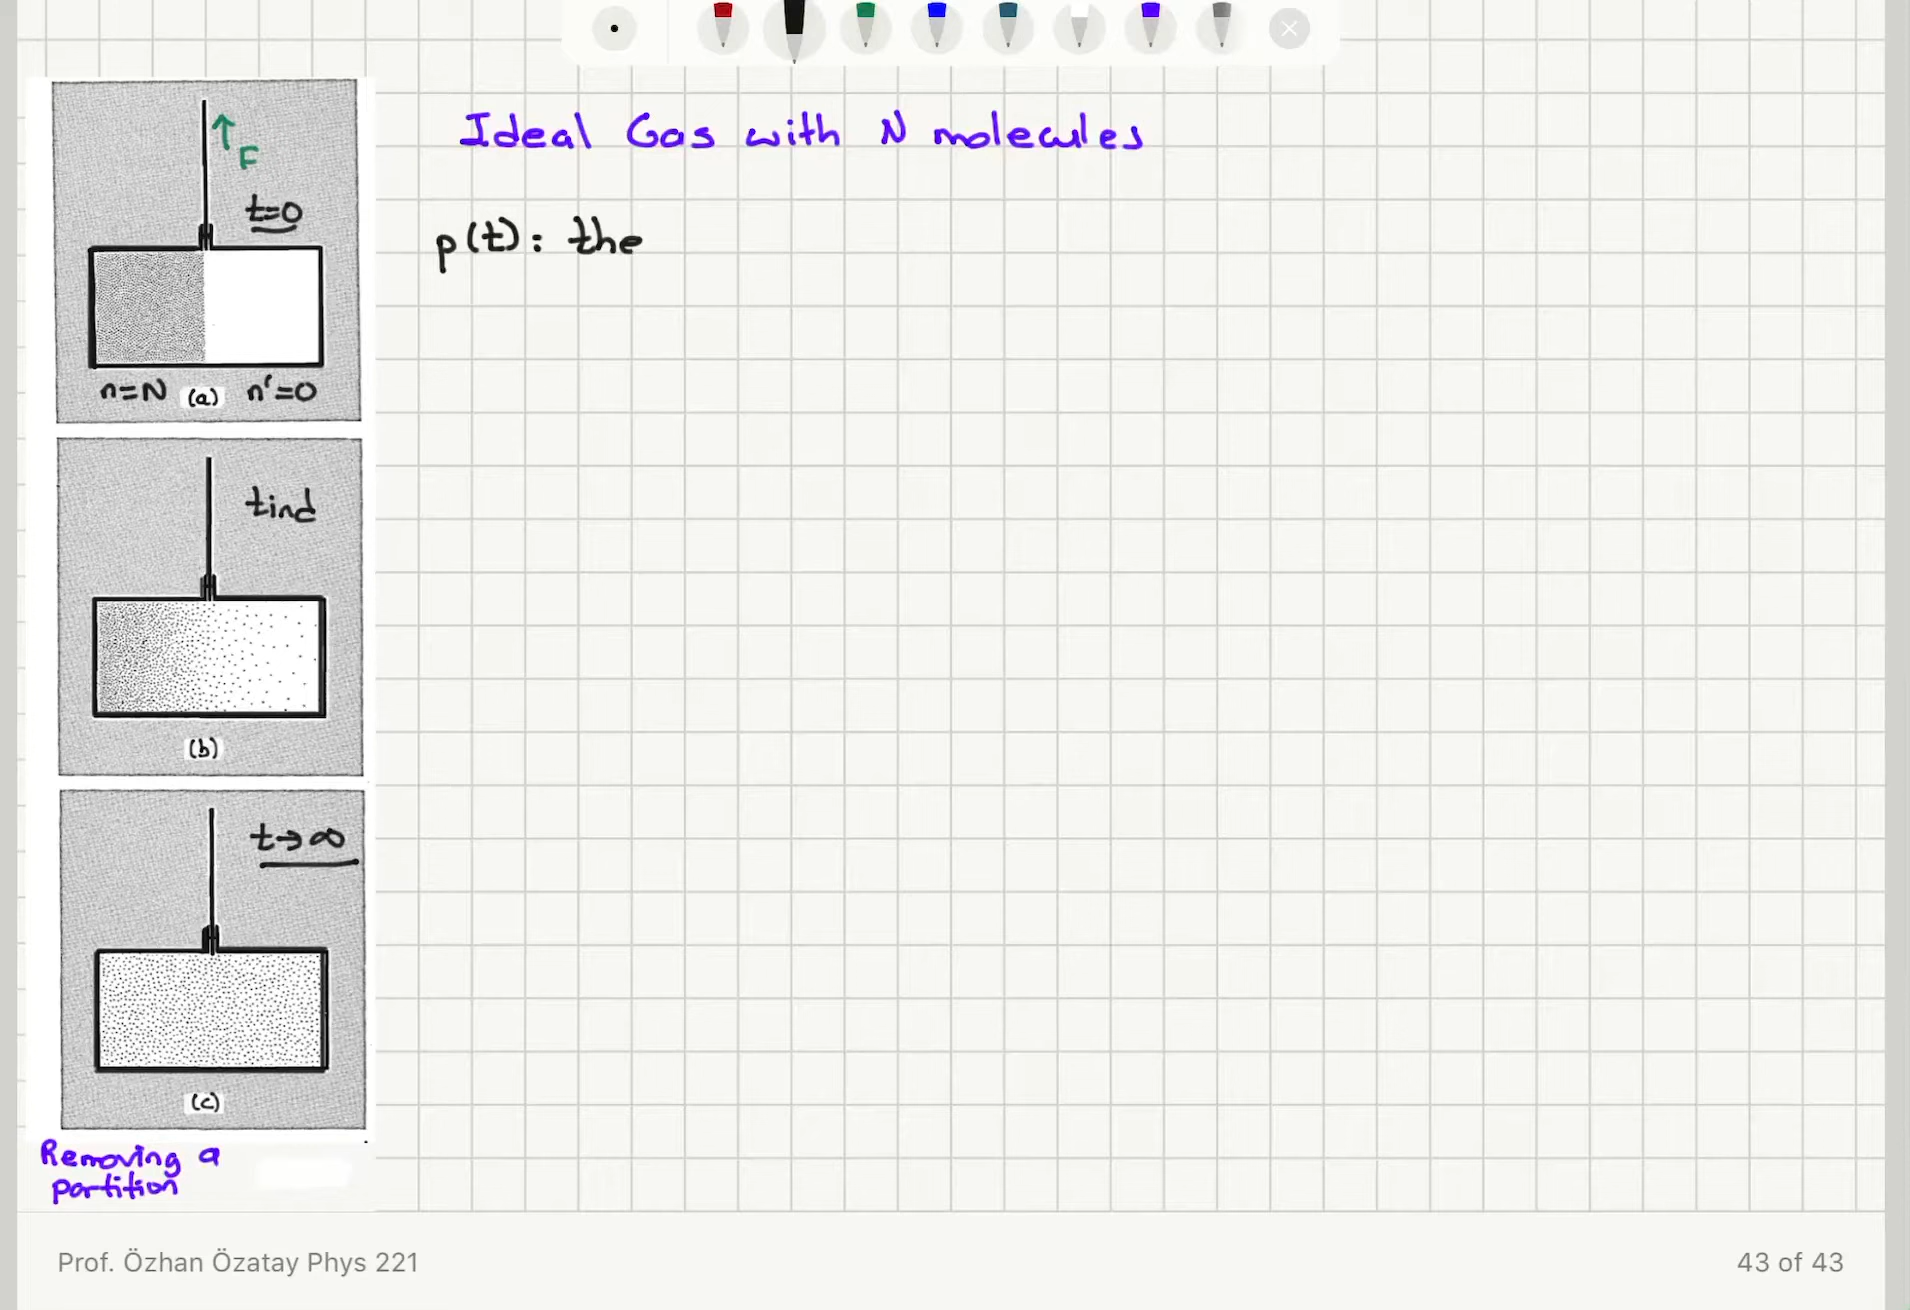 Ideal Gas with N molecules
p(t): the
F
t=0
n=N (a) n'=0
tind
(b)
t→∞
(c)
Removing a
partition
Prof. Özhan Özatay Phys 221
43 of 43